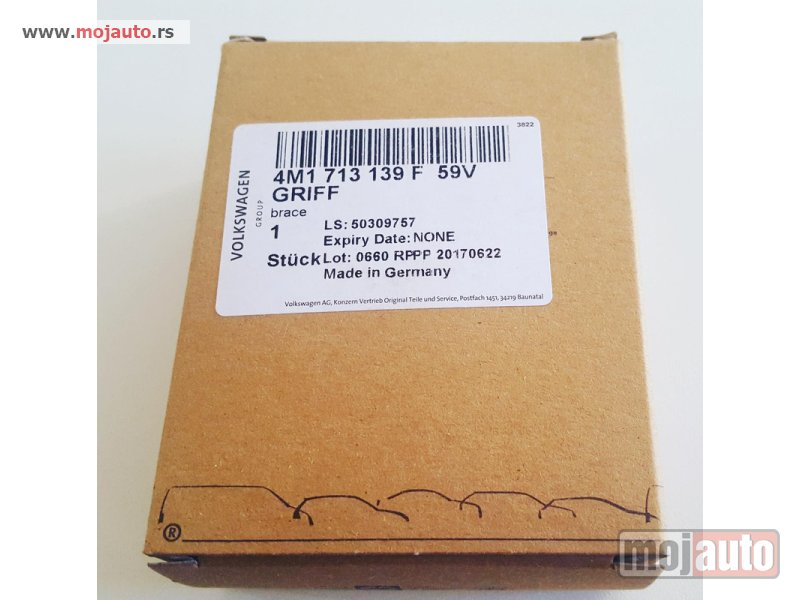 www.mojauto.rs
3822
4M1 713 139 F 59V
GRIFF
brace
1
LS: 50309757
Expiry Date: NONE
Stück Lot: 0660 RPPP 20170622
Made in Germany
VOLKSWAGEN
GROUP
Volkswagen AG, Konzern Vertrieb Original Teile und Service, Postfach 1451, 34219 Baunatal
®
mojauto